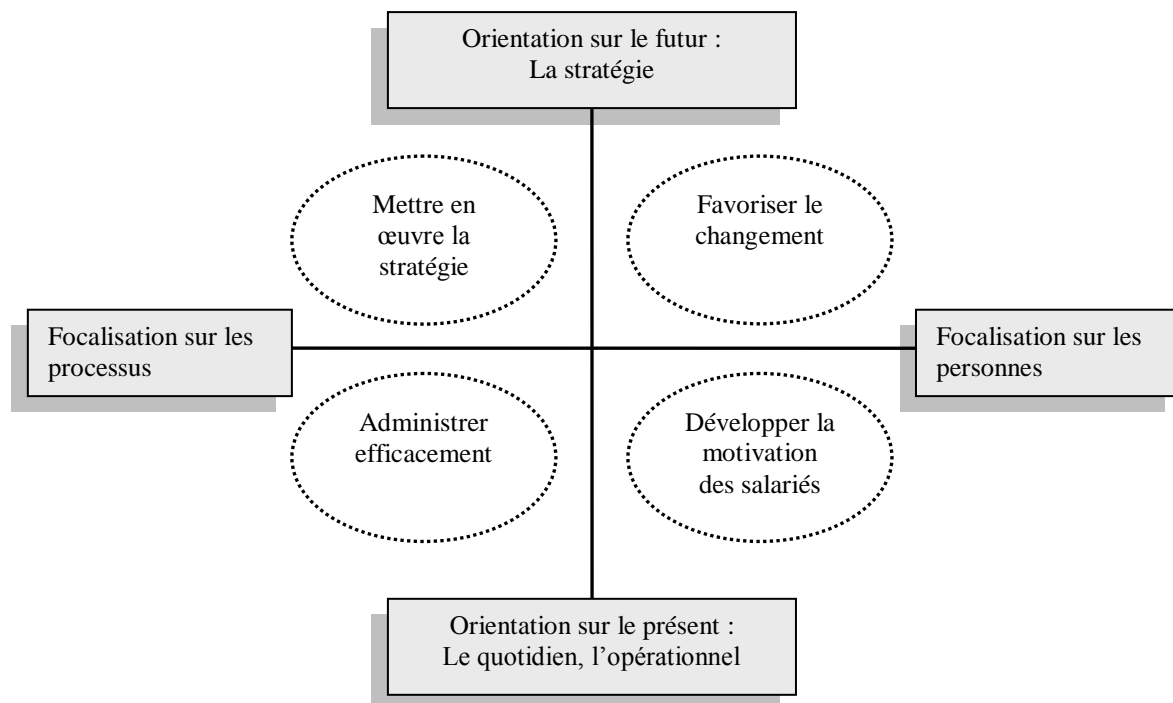 Orientation sur le futur :
La stratégie
Mettre en
œuvre la
stratégie
Favoriser le
changement
Focalisation sur les
processus
Focalisation sur les
personnes
Administrer
efficacement
Développer la
motivation
des salariés
Orientation sur le présent :
Le quotidien, l’opérationnel